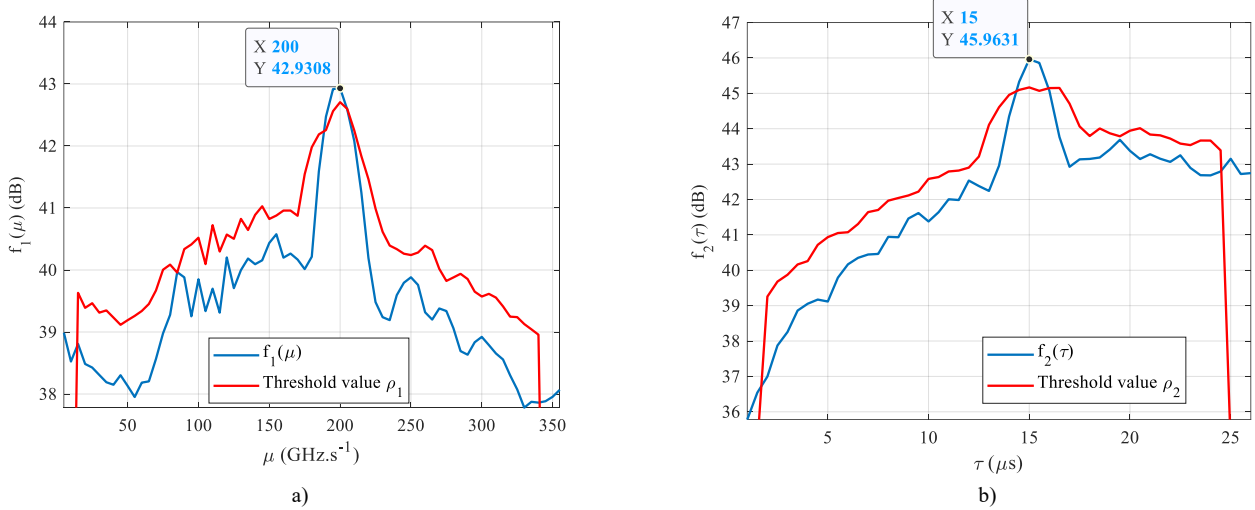 X 200
Y 42.9308
44
43
42
41
40
39
38
f₁(μ) (dB)
f₁(μ)
Threshold value ρ₁
50
100
150
200
250
300
350
μ (GHz.s⁻¹)
a)
X 15
Y 45.9631
47
46
45
44
43
42
41
40
39
38
37
36
f₂(τ) (dB)
f₂(τ)
Threshold value ρ₂
5
10
15
20
25
τ (μs)
b)